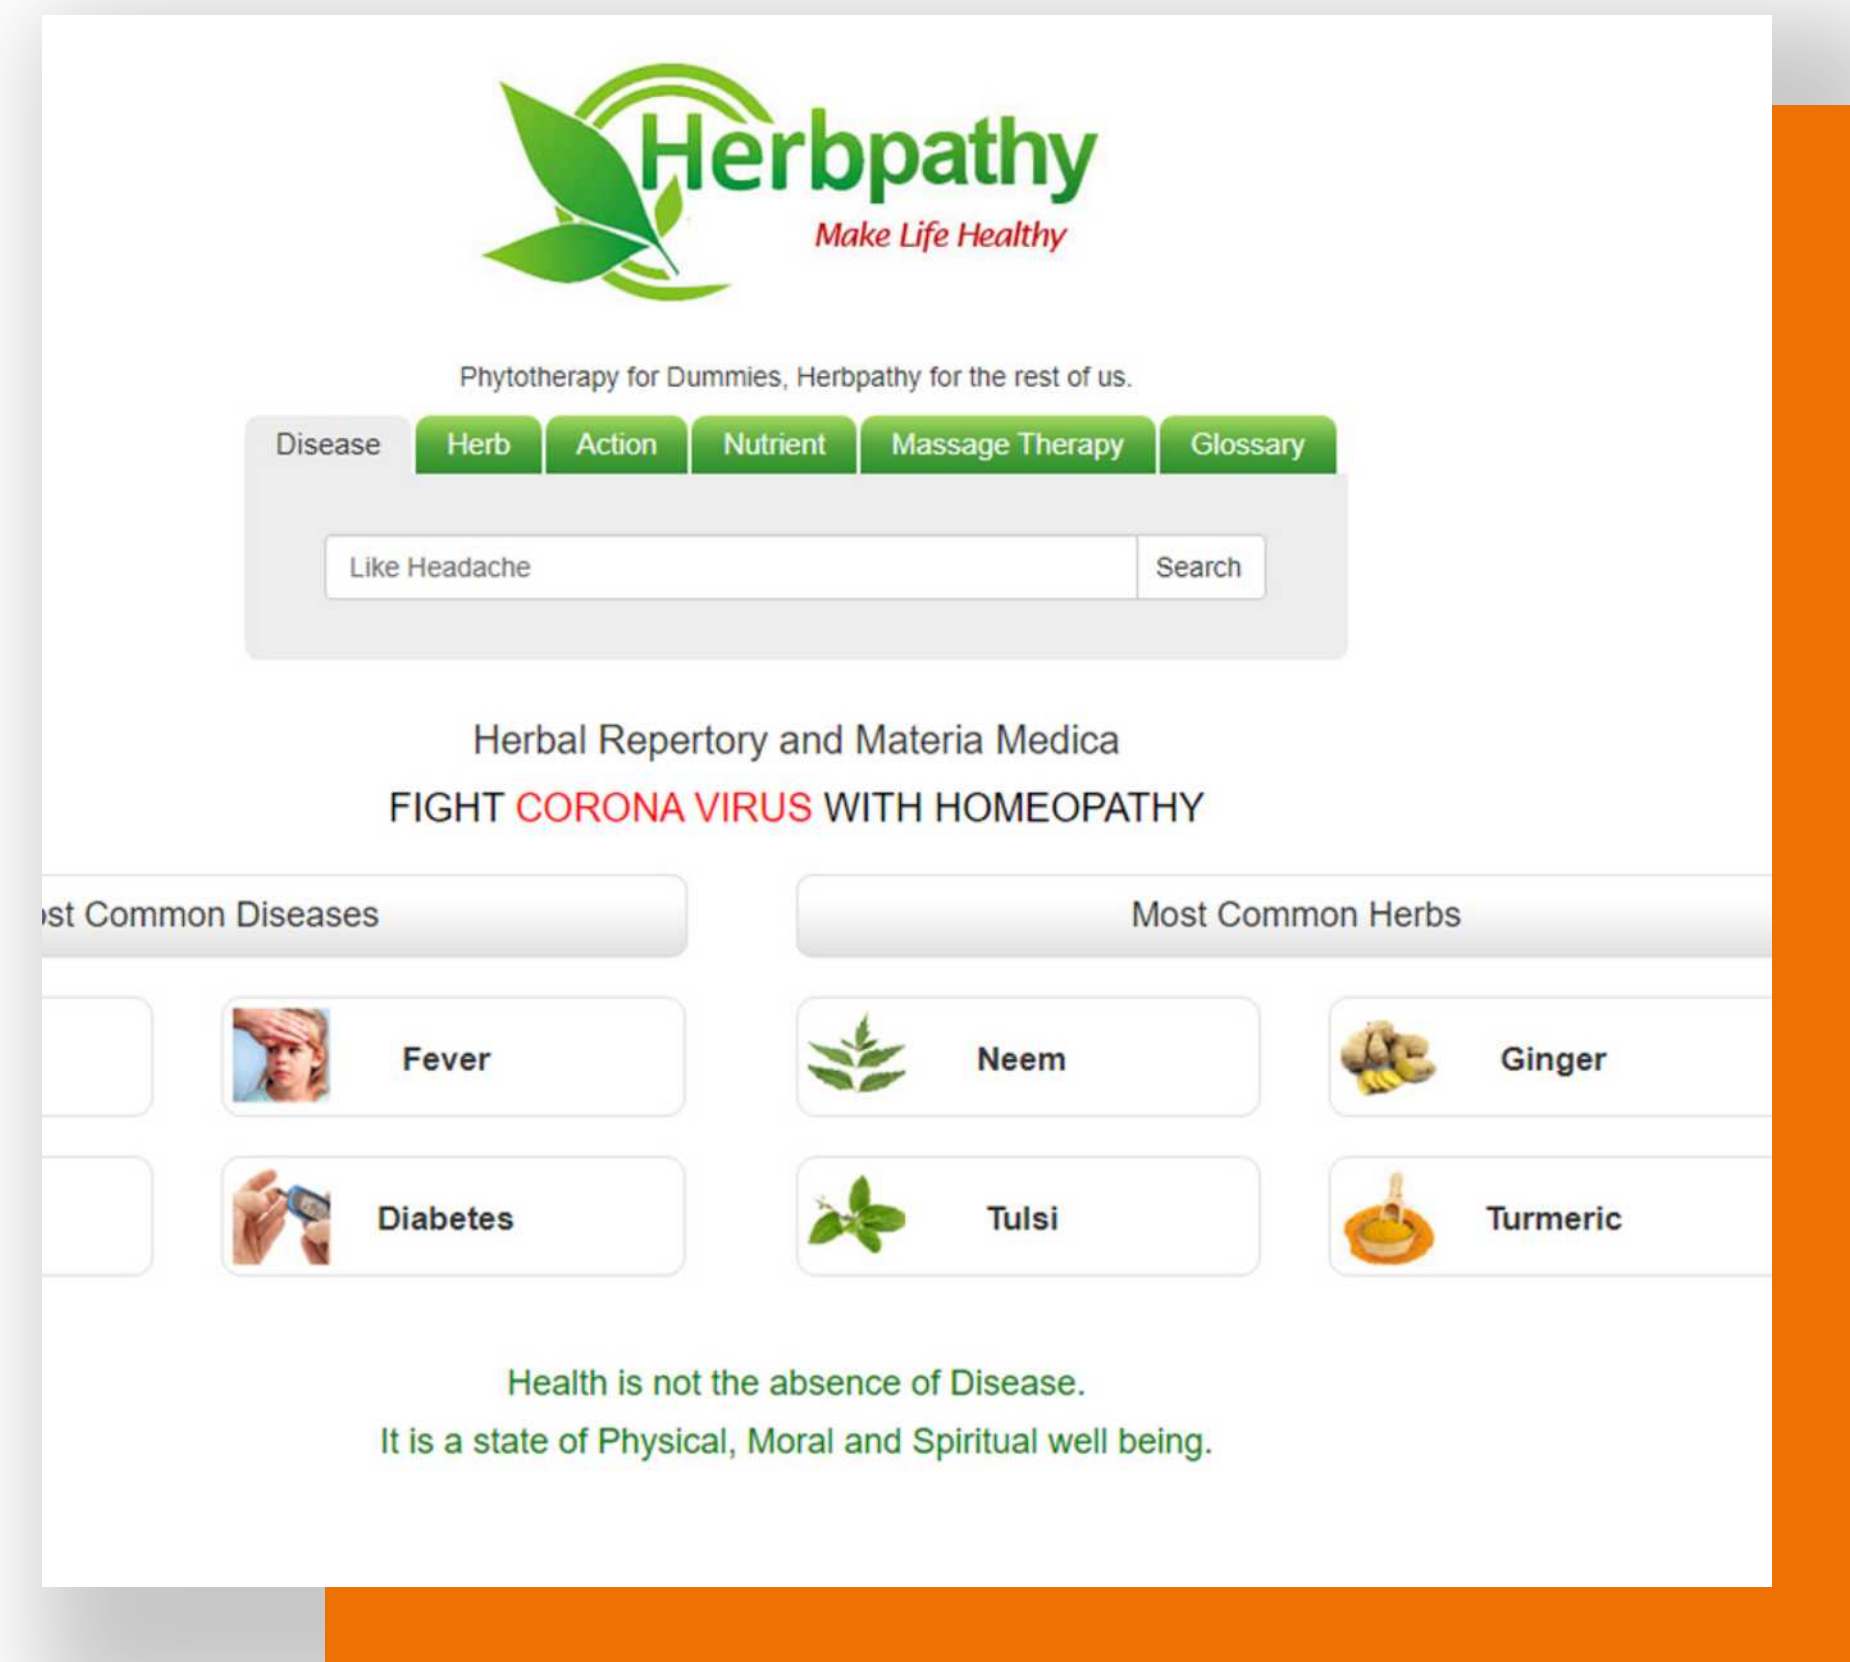 Herbpathy
Make Life Healthy
Phytotherapy for Dummies, Herbpathy for the rest of us.
Disease Herb Action Nutrient Massage Therapy Glossary
Like Headache Search
Herbal Repertory and Materia Medica
FIGHT CORONA VIRUS WITH HOMEOPATHY
Common Diseases Most Common Herbs
Fever Neem Ginger
Diabetes Tulsi Turmeric
Health is not the absence of Disease.
It is a state of Physical, Moral and Spiritual well being.